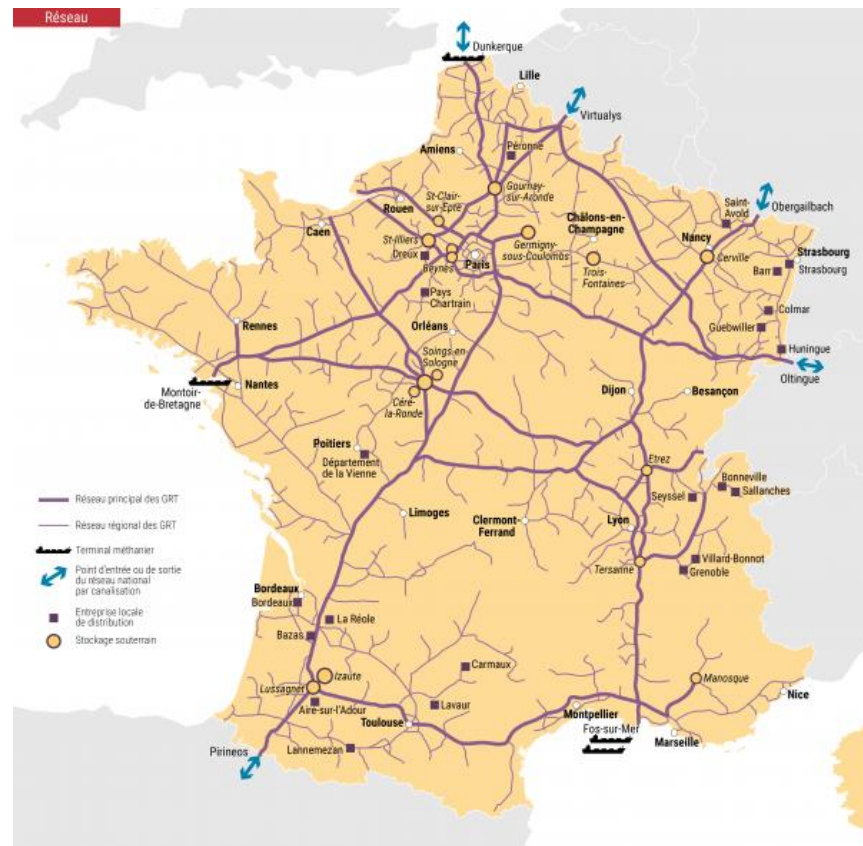 Réseau
Dunkerque
Lille
Virtualys
Amiens
Péronne
Gournay-
sur-Aronde
St-Clair-
sur-Epte
Rouen
Caen
St-Illiers
Dreux
Beynes
Paris
Germigny-
sous-Coulombs
Châlons-en-
Champagne
Trois-
Fontaines
Saint-
Avold
Obergailbach
Nancy
Cerville
Strasbourg
Strasbourg
Barr
Colmar
Guebwiller
Huningue
Oltingue
Pays
Chartrain
Orléans
Rennes
Soings-en-
Sologne
Montoir-
de-Bretagne
Nantes
Céré-
la-Ronde
Dijon
Besançon
Poitiers
Département
de la Vienne
Etrez
Bonneville
Sallanches
Seyssel
Limoges
Clermont-
Ferrand
Lyon
Tersanne
Villard-Bonnot
Grenoble
Réseau principal des GRT
Réseau régional des GRT
Terminal méthanier
Point d'entrée ou de sortie
du réseau national
par canalisation
Entreprise locale
de distribution
Stockage souterrain
Bordeaux
Bordeaux
La Réole
Bazas
Izaute
Lussagnet
Aire-sur-l'Adour
Carmaux
Lavaur
Toulouse
Lannemezan
Pirineos
Manosque
Nice
Montpellier
Fos-sur-Mer
Marseille